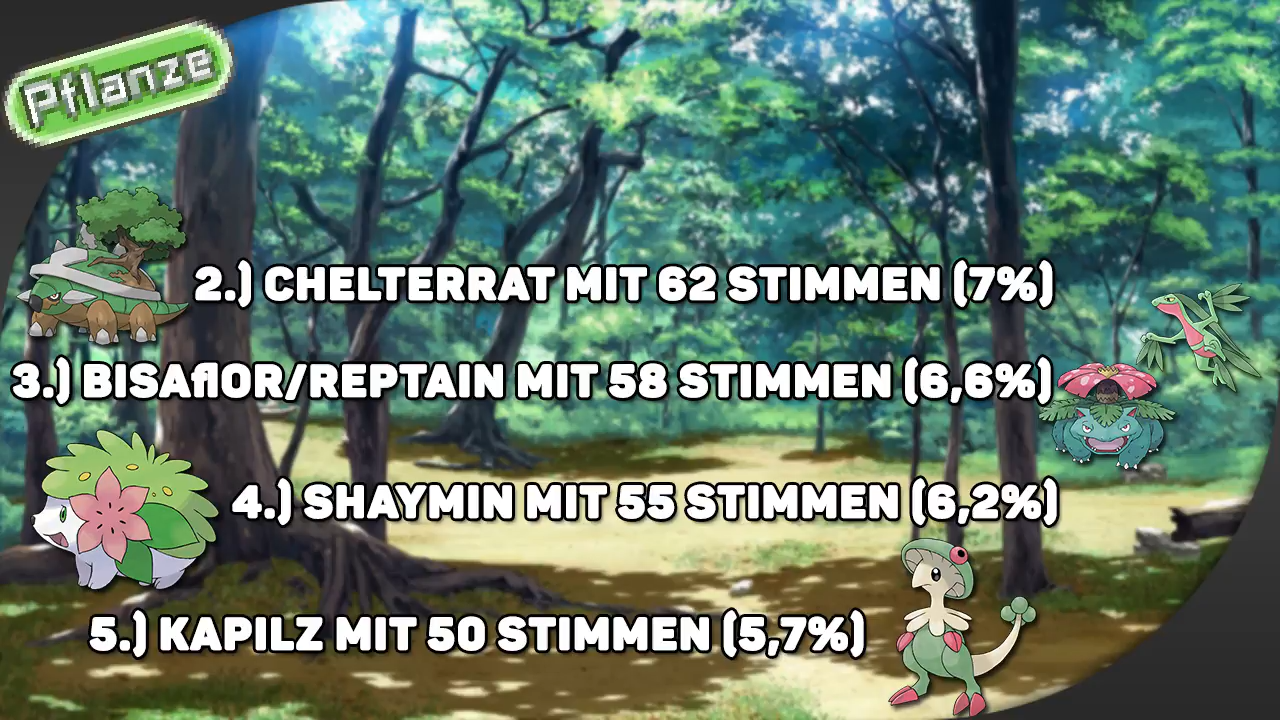 Pflanze
2.) CHELTERRAT MIT 62 STIMMEN (7%)
3.) BISAflOR/REPTAIN MIT 58 STIMMEN (6,6%)
4.) SHAYMIN MIT 55 STIMMEN (6,2%)
5.) KAPILZ MIT 50 STIMMEN (5,7%)